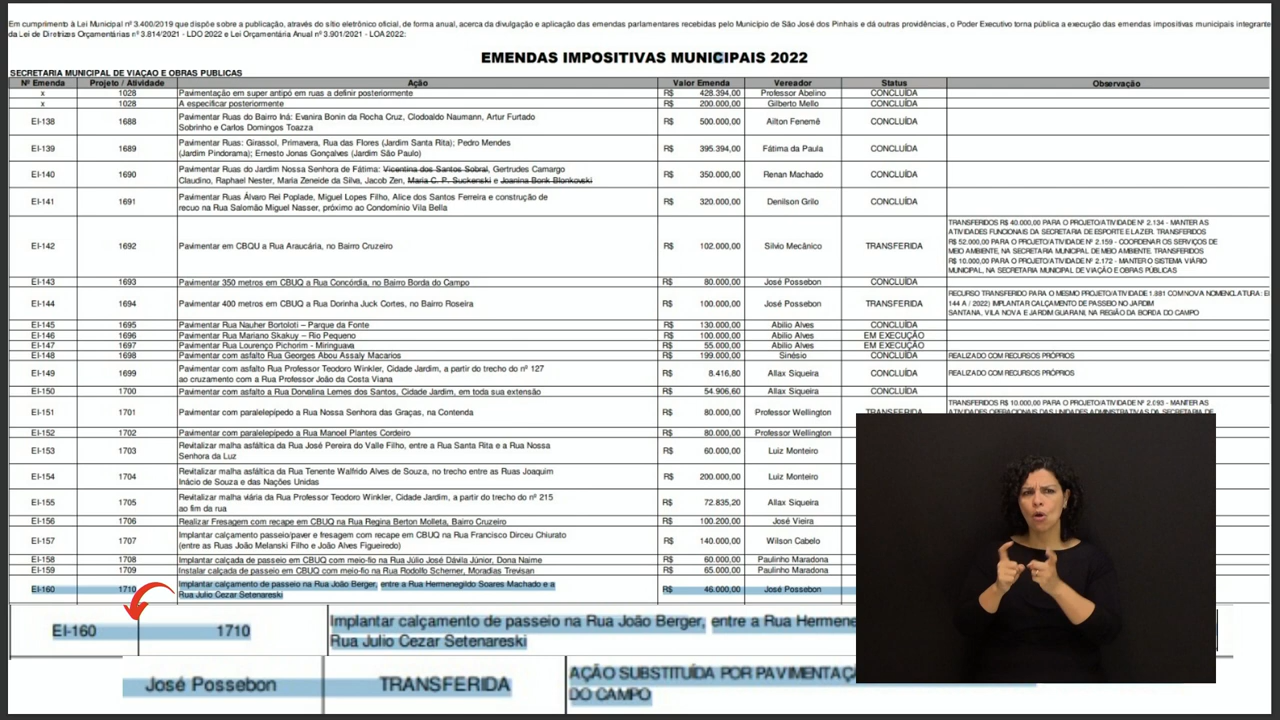 Em cumprimento à Lei Municipal nº 3.400/2019 que dispõe sobre a publicação, através do sítio eletrônico oficial, de forma anual, acerca da divulgação e aplicação das emendas parlamentares recebidas pelo Município de São José dos Pinhais e dá outras providências, o Poder Executivo torna pública a execução das emendas impositivas municipais integrante
da Lei de Diretrizes Orçamentárias nº 3.814/2021 - LDO 2022 e Lei Orçamentária Anual nº 3.901/2021 - LOA 2022:
EMENDAS IMPOSITIVAS MUNICIPAIS 2022
SECRETARIA MUNICIPAL DE VIAÇAO E OBRAS PUBLICAS
Nº Emenda Projeto / Atividade Ação Valor Emenda Vereador Status Observação
x 1028 Pavimentação em super antipó em ruas a definir posteriormente R$ 428.394,00 Professor Abelino CONCLUÍDA
x 1028 A especificar posteriormente R$ 200.000,00 Gilberto Mello CONCLUÍDA
EI-138 1688 Pavimentar Ruas do Bairro Iná: Evanira Bonin da Rocha Cruz, Clodoaldo Naumann, Artur Furtado
Sobrinho e Carlos Domingos Toazza R$ 500.000,00 Ailton Fenemê CONCLUÍDA
EI-139 1689 Pavimentar Ruas: Girassol, Primavera, Rua das Flores (Jardim Santa Rita); Pedro Mendes
(Jardim Pindorama); Ernesto Jonas Gonçalves (Jardim São Paulo) R$ 395.394,00 Fátima da Paula CONCLUÍDA
EI-140 1690 Pavimentar Ruas do Jardim Nossa Senhora de Fátima: Vicentina dos Santos Sobral, Gertrudes Camargo
Claudino, Raphael Nester, Maria Zeneide da Silva, Jacob Zen, Maria C. P. Suckenski e Joanina Bonk Blonkovski R$ 350.000,00 Renan Machado CONCLUÍDA
EI-141 1691 Pavimentar Ruas Álvaro Rei Poplade, Miguel Lopes Filho, Alice dos Santos Ferreira e construção de
recuo na Rua Salomão Miguel Nasser, próximo ao Condomínio Vila Bella R$ 320.000,00 Denilson Grilo CONCLUÍDA
EI-142 1692 Pavimentar em CBQU a Rua Araucária, no Bairro Cruzeiro R$ 102.000,00 Silvio Mecânico TRANSFERIDA
TRANSFERIDOS R$ 40.000,00 PARA O PROJETO/ATIVIDADE Nº 2.134 - MANTER AS
ATIVIDADES FUNCIONAIS DA SECRETARIA DE ESPORTE E LAZER. TRANSFERIDOS
R$ 52.000,00 PARA O PROJETO/ATIVIDADE Nº 2.159 - COORDENAR OS SERVIÇOS DE
MEIO AMBIENTE, NA SECRETARIA MUNICIPAL DE MEIO AMBIENTE. TRANSFERIDOS
R$ 10.000,00 PARA O PROJETO/ATIVIDADE Nº 2.172 - MANTER O SISTEMA VIÁRIO
MUNICIPAL, NA SECRETARIA MUNICIPAL DE VIAÇÃO E OBRAS PÚBLICAS
EI-143 1693 Pavimentar 350 metros em CBUQ a Rua Concórdia, no Bairro Borda do Campo R$ 80.000,00 José Possebon CONCLUÍDA
EI-144 1694 Pavimentar 400 metros em CBUQ a Rua Dorinha Juck Cortes, no Bairro Roseira R$ 100.000,00 José Possebon TRANSFERIDA
RECURSO TRANSFERIDO PARA O MESMO PROJETO/ATIVIDADE 1.881 COM NOVA NOMENCLATURA: EI
144 A / 2022) IMPLANTAR CALÇAMENTO DE PASSEIO NO JARDIM
SANTANA, VILA NOVA E JARDIM GUARANI, NA REGIÃO DA BORDA DO CAMPO
EI-145 1695 Pavimentar Rua Nauher Bortoloti – Parque da Fonte R$ 130.000,00 Abilio Alves CONCLUÍDA
EI-146 1696 Pavimentar Rua Mariano Skakuy – Rio Pequeno R$ 100.000,00 Abilio Alves EM EXECUÇÃO
EI-147 1697 Pavimentar Rua Lourenço Pichorim - Miringuava R$ 55.000,00 Abilio Alves EM EXECUÇÃO
EI-148 1698 Pavimentar com asfalto Rua Georges Abou Assaly Macarios R$ 199.000,00 Sinésio CONCLUÍDA REALIZADO COM RECURSOS PRÓPRIOS
EI-149 1699 Pavimentar com asfalto Rua Professor Teodoro Winkler, Cidade Jardim, a partir do trecho do nº 127
ao cruzamento com a Rua Professor João da Costa Viana R$ 8.416,80 Allax Siqueira CONCLUÍDA REALIZADO COM RECURSOS PRÓPRIOS
EI-150 1700 Pavimentar com asfalto a Rua Donalina Lemes dos Santos, Cidade Jardim, em toda sua extensão R$ 54.906,60 Allax Siqueira CONCLUÍDA
EI-151 1701 Pavimentar com paralelepípedo a Rua Nossa Senhora das Graças, na Contenda R$ 80.000,00 Professor Wellington TRANSFERIDA
TRANSFERIDOS R$ 10.000,00 PARA O PROJETO/ATIVIDADE Nº 2.093 - MANTER AS
ATIVIDADES OPERACIONAIS DAS UNIDADES ADMINISTRATIVAS DA SECRETARIA DE
EI-152 1702 Pavimentar com paralelepípedo a Rua Manoel Plantes Cordeiro R$ 80.000,00 Professor Wellington
EI-153 1703 Revitalizar malha asfáltica da Rua José Pereira do Valle Filho, entre a Rua Santa Rita e a Rua Nossa
Senhora da Luz R$ 60.000,00 Luiz Monteiro
EI-154 1704 Revitalizar malha asfáltica da Rua Tenente Walfrido Alves de Souza, no trecho entre as Ruas Joaquim
Inácio de Souza e das Nações Unidas R$ 200.000,00 Luiz Monteiro
EI-155 1705 Revitalizar malha viária da Rua Professor Teodoro Winkler, Cidade Jardim, a partir do trecho do nº 215
ao fim da rua R$ 72.835,20 Allax Siqueira
EI-156 1706 Realizar Fresagem com recape em CBUQ na Rua Regina Berton Molleta, Bairro Cruzeiro R$ 100.200,00 José Vieira
EI-157 1707 Implantar calçamento passeio/paver e fresagem com recape em CBUQ na Rua Francisco Dirceu Chiurato
(entre as Ruas João Melanski Filho e João Alves Figueiredo) R$ 140.000,00 Wilson Cabelo
EI-158 1708 Implantar calçada de passeio em CBUQ com meio-fio na Rua Júlio José Dávila Júnior, Dona Naime R$ 60.000,00 Paulinho Maradona
EI-159 1709 Instalar calçada de passeio em CBUQ com meio-fio na Rua Rodolfo Scherner, Moradias Trevisan R$ 65.000,00 Paulinho Maradona
EI-160 1710 Implantar calçamento de passeio na Rua João Berger, entre a Rua Hermenegildo Soares Machado e a
Rua Julio Cezar Setenareski R$ 46.000,00 José Possebon
EI-160 1710 Implantar calçamento de passeio na Rua João Berger, entre a Rua Hermene
Rua Julio Cezar Setenareski
José Possebon TRANSFERIDA AÇÃO SUBSTITUÍDA POR PAVIMENTAÇ
DO CAMPO